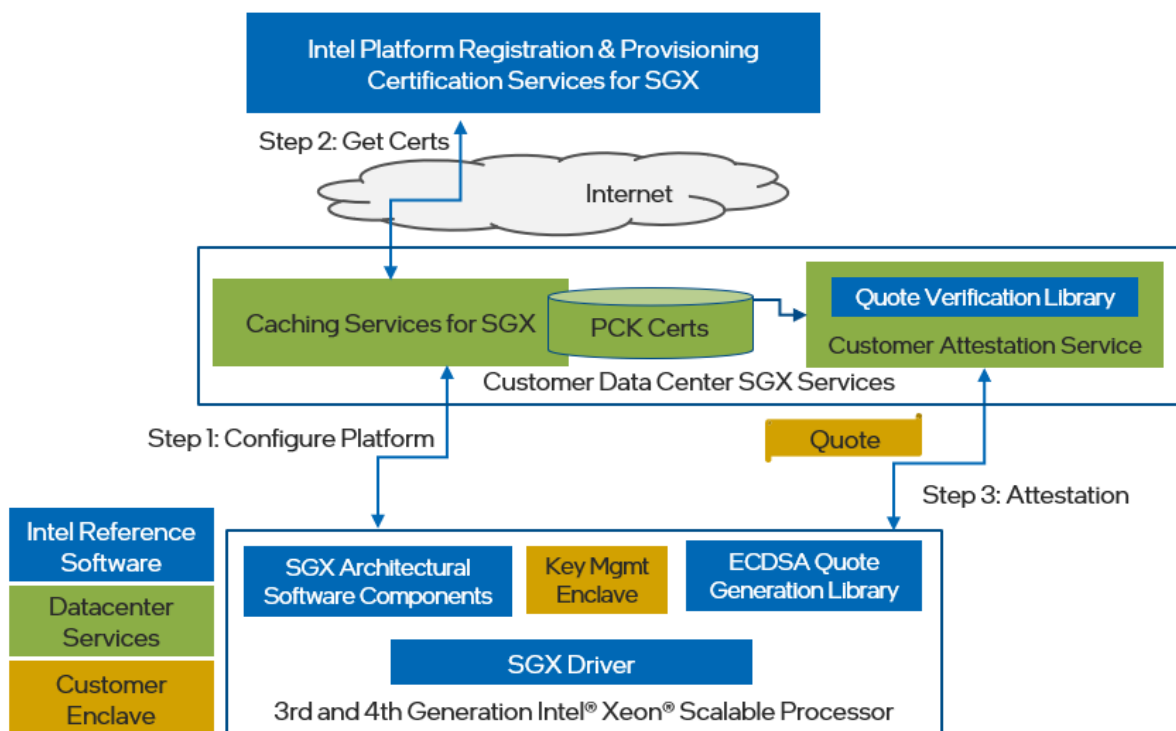 Intel Platform Registration & Provisioning
Certification Services for SGX
Step 2: Get Certs
Internet
Caching Services for SGX
PCK Certs
Quote Verification Library
Customer Attestation Service
Customer Data Center SGX Services
Step 1: Configure Platform
Quote
Step 3: Attestation
Intel Reference
Software
Datacenter
Services
Customer
Enclave
SGX Architectural
Software Components
Key Mgmt
Enclave
ECDSA Quote
Generation Library
SGX Driver
3rd and 4th Generation Intel® Xeon® Scalable Processor